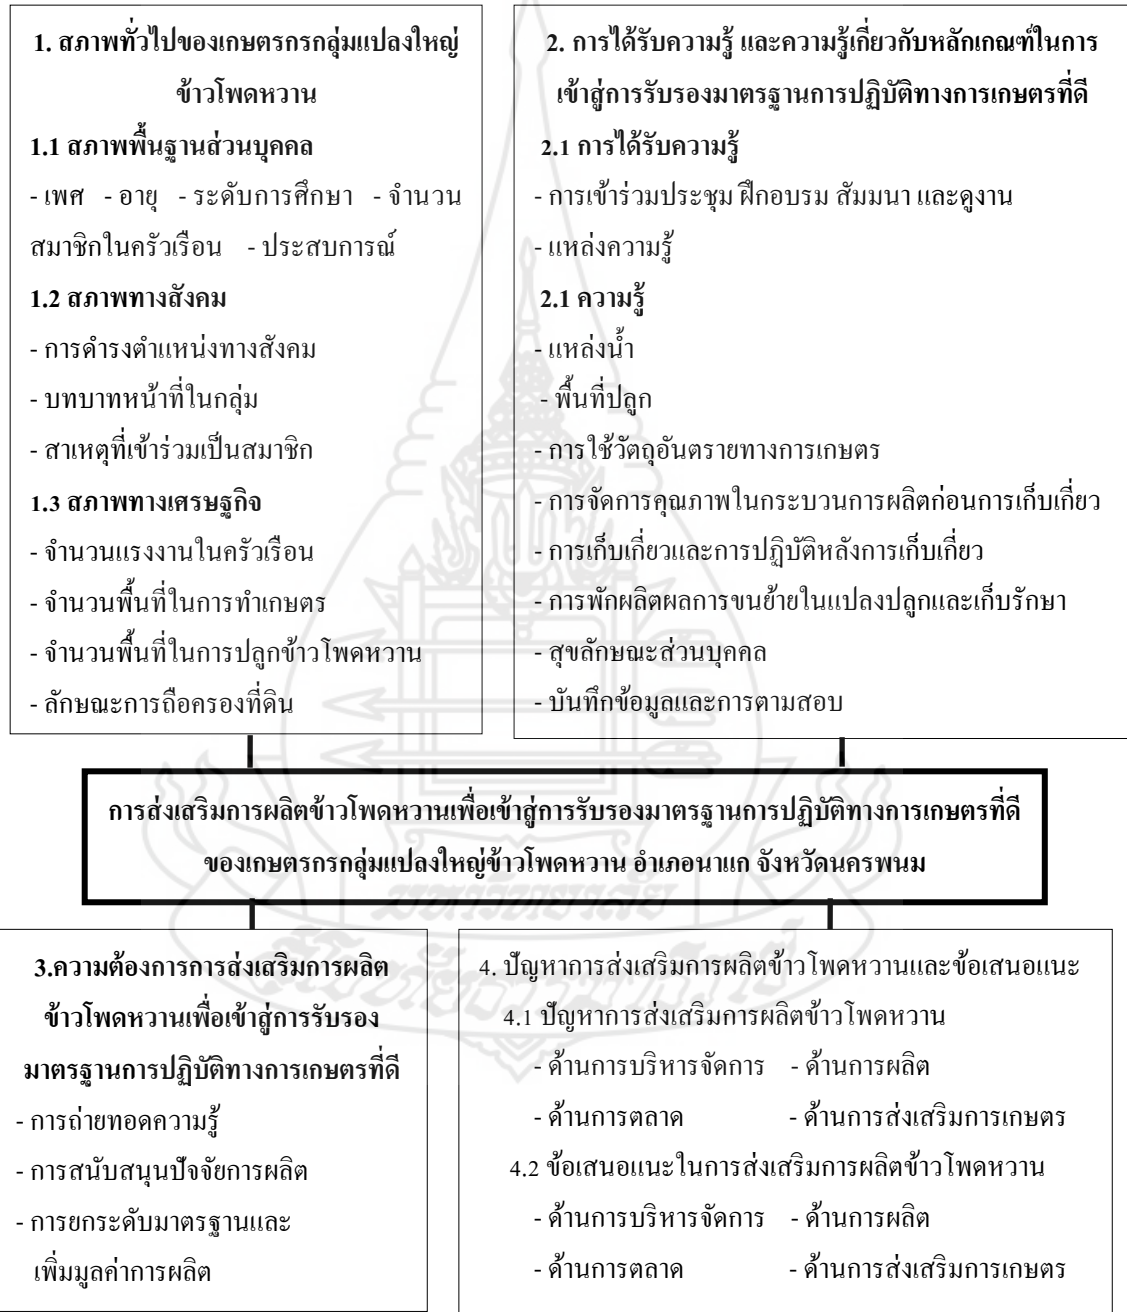 1. สภาพทั่วไปของเกษตรกรกลุ่มแปลงใหญ่
ข้าวโพดหวาน
1.1 สภาพพื้นฐานส่วนบุคคล
- เพศ - อายุ - ระดับการศึกษา - จำนวน
สมาชิกในครัวเรือน - ประสบการณ์
1.2 สภาพทางสังคม
- การดำรงตำแหน่งทางสังคม
- บทบาทหน้าที่ในกลุ่ม
- สาเหตุที่เข้าร่วมเป็นสมาชิก
1.3 สภาพทางเศรษฐกิจ
- จำนวนแรงงานในครัวเรือน
- จำนวนพื้นที่ในการทำเกษตร
- จำนวนพื้นที่ในการปลูกข้าวโพดหวาน
- ลักษณะการถือครองที่ดิน
2. การได้รับความรู้ และความรู้เกี่ยวกับหลักเกณฑ์ในการ
เข้าสู่การรับรองมาตรฐานการปฏิบัติทางการเกษตรที่ดี
2.1 การได้รับความรู้
- การเข้าร่วมประชุม ฝึกอบรม สัมมนา และดูงาน
- แหล่งความรู้
2.1 ความรู้
- แหล่งน้ำ
- พื้นที่ปลูก
- การใช้วัตถุอันตรายทางการเกษตร
- การจัดการคุณภาพในกระบวนการผลิตก่อนการเก็บเกี่ยว
- การเก็บเกี่ยวและการปฏิบัติหลังการเก็บเกี่ยว
- การพักผลิตผลการขนย้ายในแปลงปลูกและเก็บรักษา
- สุขลักษณะส่วนบุคคล
- บันทึกข้อมูลและการตามสอบ
การส่งเสริมการผลิตข้าวโพดหวานเพื่อเข้าสู่การรับรองมาตรฐานการปฏิบัติทางการเกษตรที่ดี
ของเกษตรกรกลุ่มแปลงใหญ่ข้าวโพดหวาน อำเภอนาแก จังหวัดนครพนม
มหาวิทยาลัย
สุโขทัยธรรมาธิราช
3.ความต้องการการส่งเสริมการผลิต
ข้าวโพดหวานเพื่อเข้าสู่การรับรอง
มาตรฐานการปฏิบัติทางการเกษตรที่ดี
- การถ่ายทอดความรู้
- การสนับสนุนปัจจัยการผลิต
- การยกระดับมาตรฐานและ
เพิ่มมูลค่าการผลิต
4. ปัญหาการส่งเสริมการผลิตข้าวโพดหวานและข้อเสนอแนะ
4.1 ปัญหาการส่งเสริมการผลิตข้าวโพดหวาน
- ด้านการบริหารจัดการ - ด้านการผลิต
- ด้านการตลาด - ด้านการส่งเสริมการเกษตร
4.2 ข้อเสนอแนะในการส่งเสริมการผลิตข้าวโพดหวาน
- ด้านการบริหารจัดการ - ด้านการผลิต
- ด้านการตลาด - ด้านการส่งเสริมการเกษตร